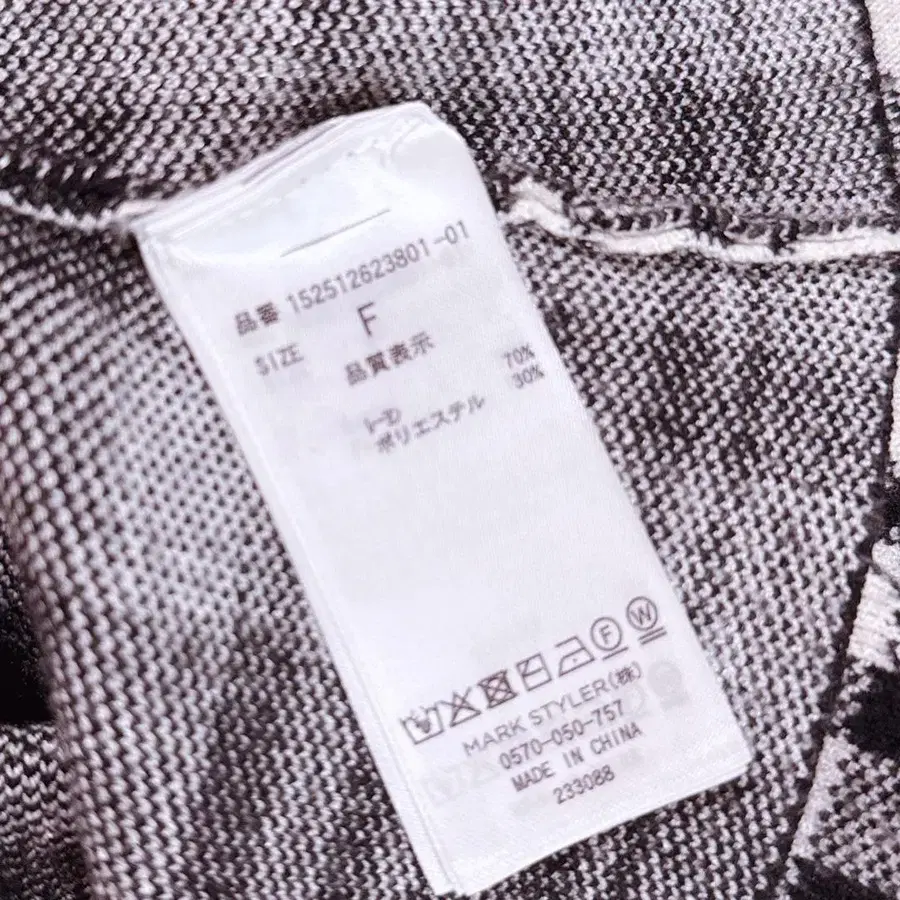 品番 152512623801-01
SIZE F
品質表示
70%
ポリエステル 30%
F W
MARK STYLER(株)
0570-050-757
MADE IN CHINA
233088